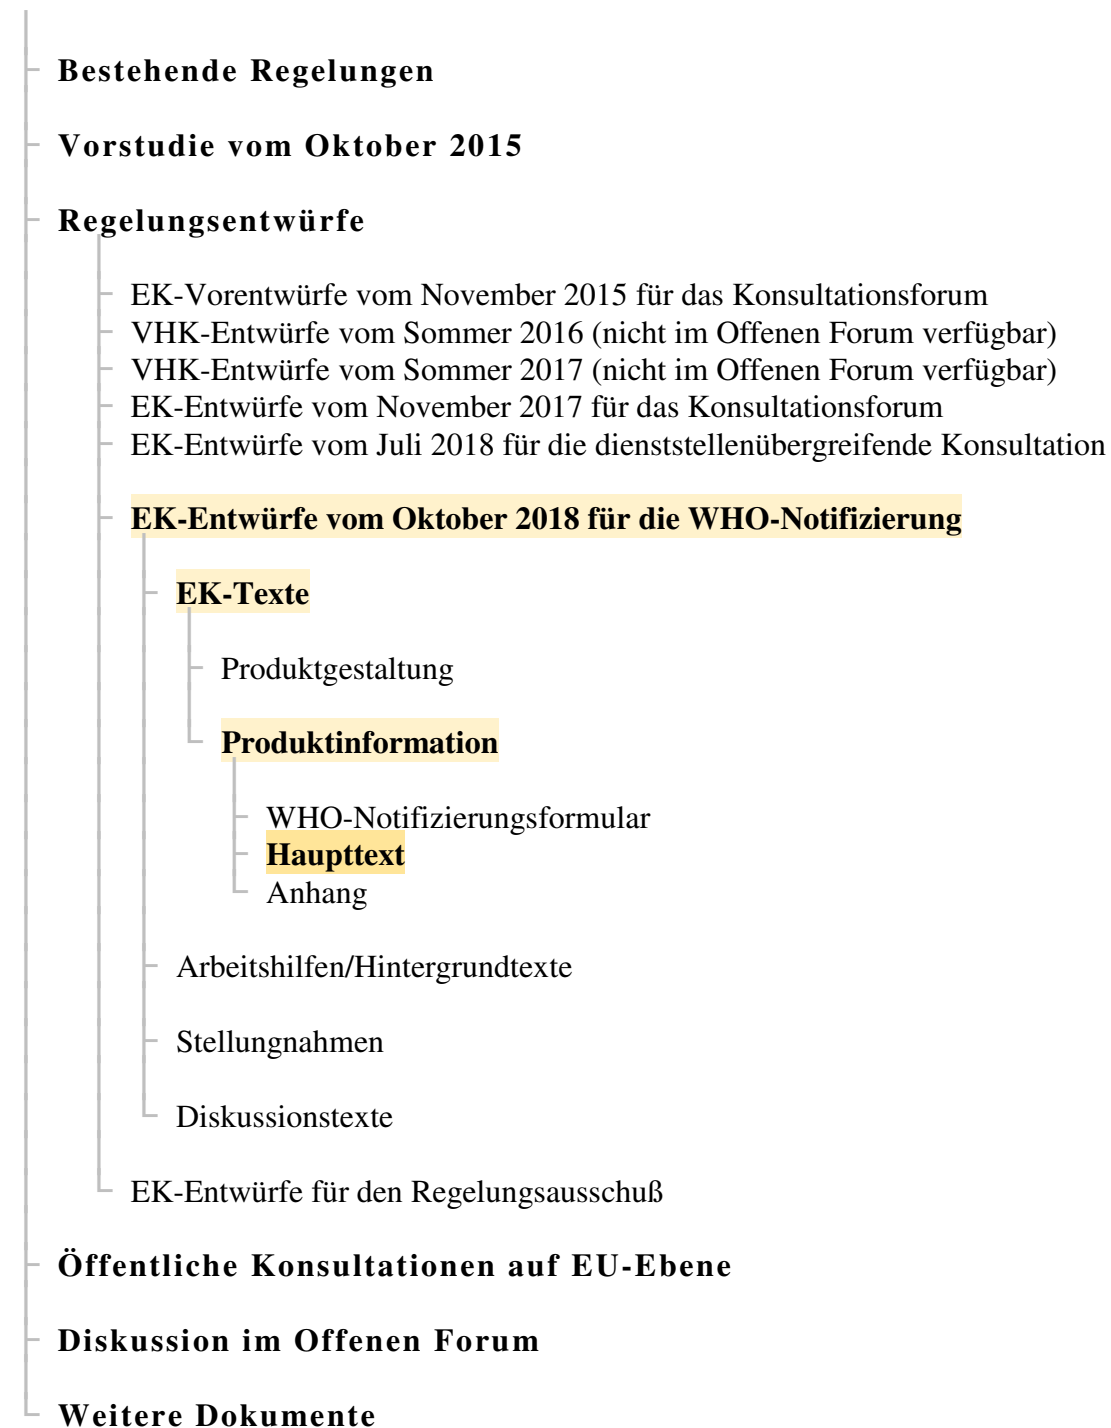 Bestehende Regelungen
Vorstudie vom Oktober 2015
Regelungsentwürfe
EK-Vorentwürfe vom November 2015 für das Konsultationsforum
VHK-Entwürfe vom Sommer 2016 (nicht im Offenen Forum verfügbar)
VHK-Entwürfe vom Sommer 2017 (nicht im Offenen Forum verfügbar)
EK-Entwürfe vom November 2017 für das Konsultationsforum
EK-Entwürfe vom Juli 2018 für die dienststellenübergreifende Konsultation
EK-Entwürfe vom Oktober 2018 für die WHO-Notifizierung
EK-Texte
Produktgestaltung
Produktinformation
WHO-Notifizierungsformular
Haupttext
Anhang
Arbeitshilfen/Hintergrundtexte
Stellungnahmen
Diskussionstexte
EK-Entwürfe für den Regelungsausschuß
Öffentliche Konsultationen auf EU-Ebene
Diskussion im Offenen Forum
Weitere Dokumente